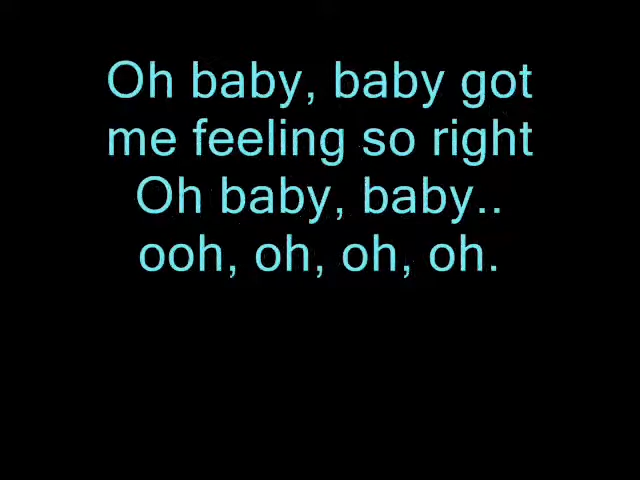 Oh baby, baby got
me feeling so right
Oh baby, baby..
ooh, oh, oh, oh.